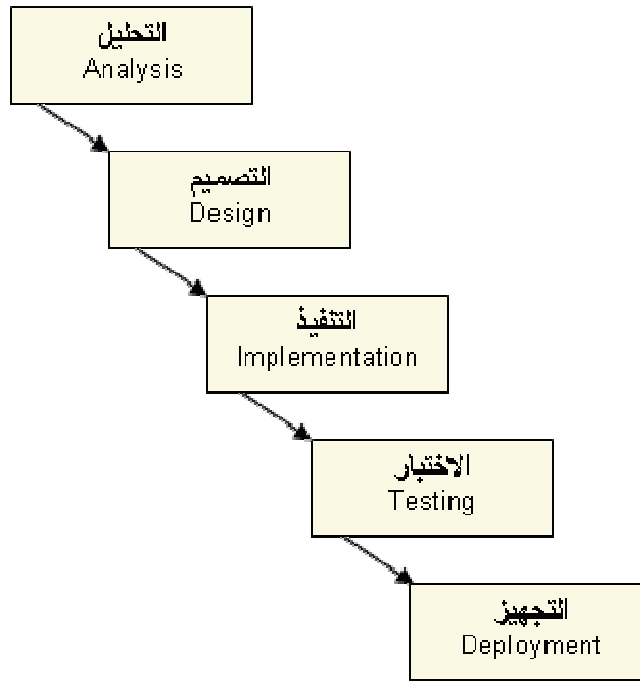 التحليل
Analysis
التصميم
Design
التنفيذ
Implementation
الاختبار
Testing
التجهيز
Deployment